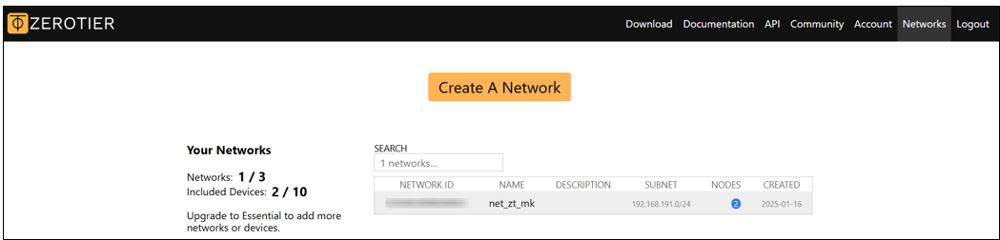 ZEROTIER
Download Documentation API Community Account Networks Logout
Create A Network
Your Networks
Networks: 1 / 3
Included Devices: 2 / 10
Upgrade to Essential to add more
networks or devices.
SEARCH
1 networks...
NETWORK ID NAME DESCRIPTION SUBNET NODES CREATED
net_zt_mk 192.168.191.0/24 2 2025-01-16